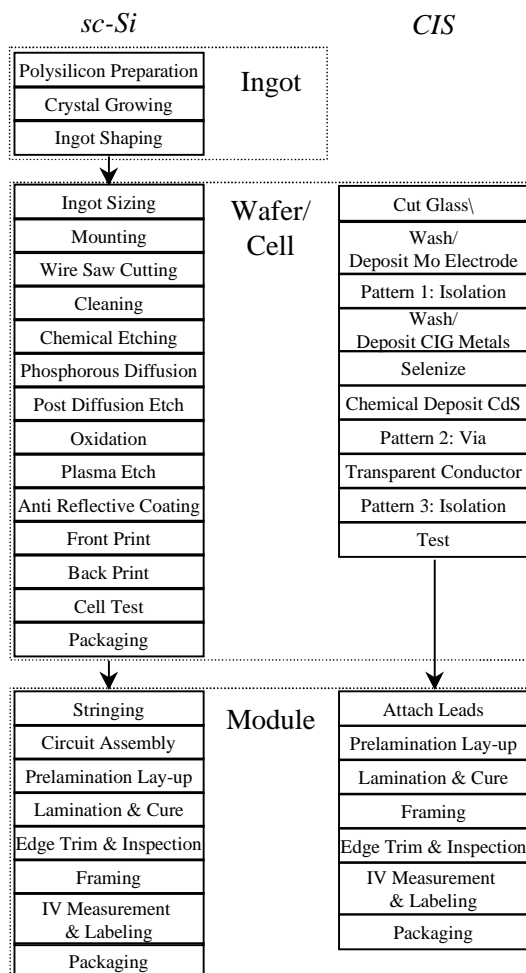 sc-Si
CIS
Polysilicon Preparation
Crystal Growing
Ingot Shaping
Ingot
Ingot Sizing
Mounting
Wire Saw Cutting
Cleaning
Chemical Etching
Phosphorous Diffusion
Post Diffusion Etch
Oxidation
Plasma Etch
Anti Reflective Coating
Front Print
Back Print
Cell Test
Packaging
Wafer/
Cell
Cut Glass\
Wash/
Deposit Mo Electrode
Pattern 1: Isolation
Wash/
Deposit CIG Metals
Selenize
Chemical Deposit CdS
Pattern 2: Via
Transparent Conductor
Pattern 3: Isolation
Test
Stringing
Circuit Assembly
Prelamination Lay-up
Lamination & Cure
Edge Trim & Inspection
Framing
IV Measurement
& Labeling
Packaging
Module
Attach Leads
Prelamination Lay-up
Lamination & Cure
Framing
Edge Trim & Inspection
IV Measurement
& Labeling
Packaging